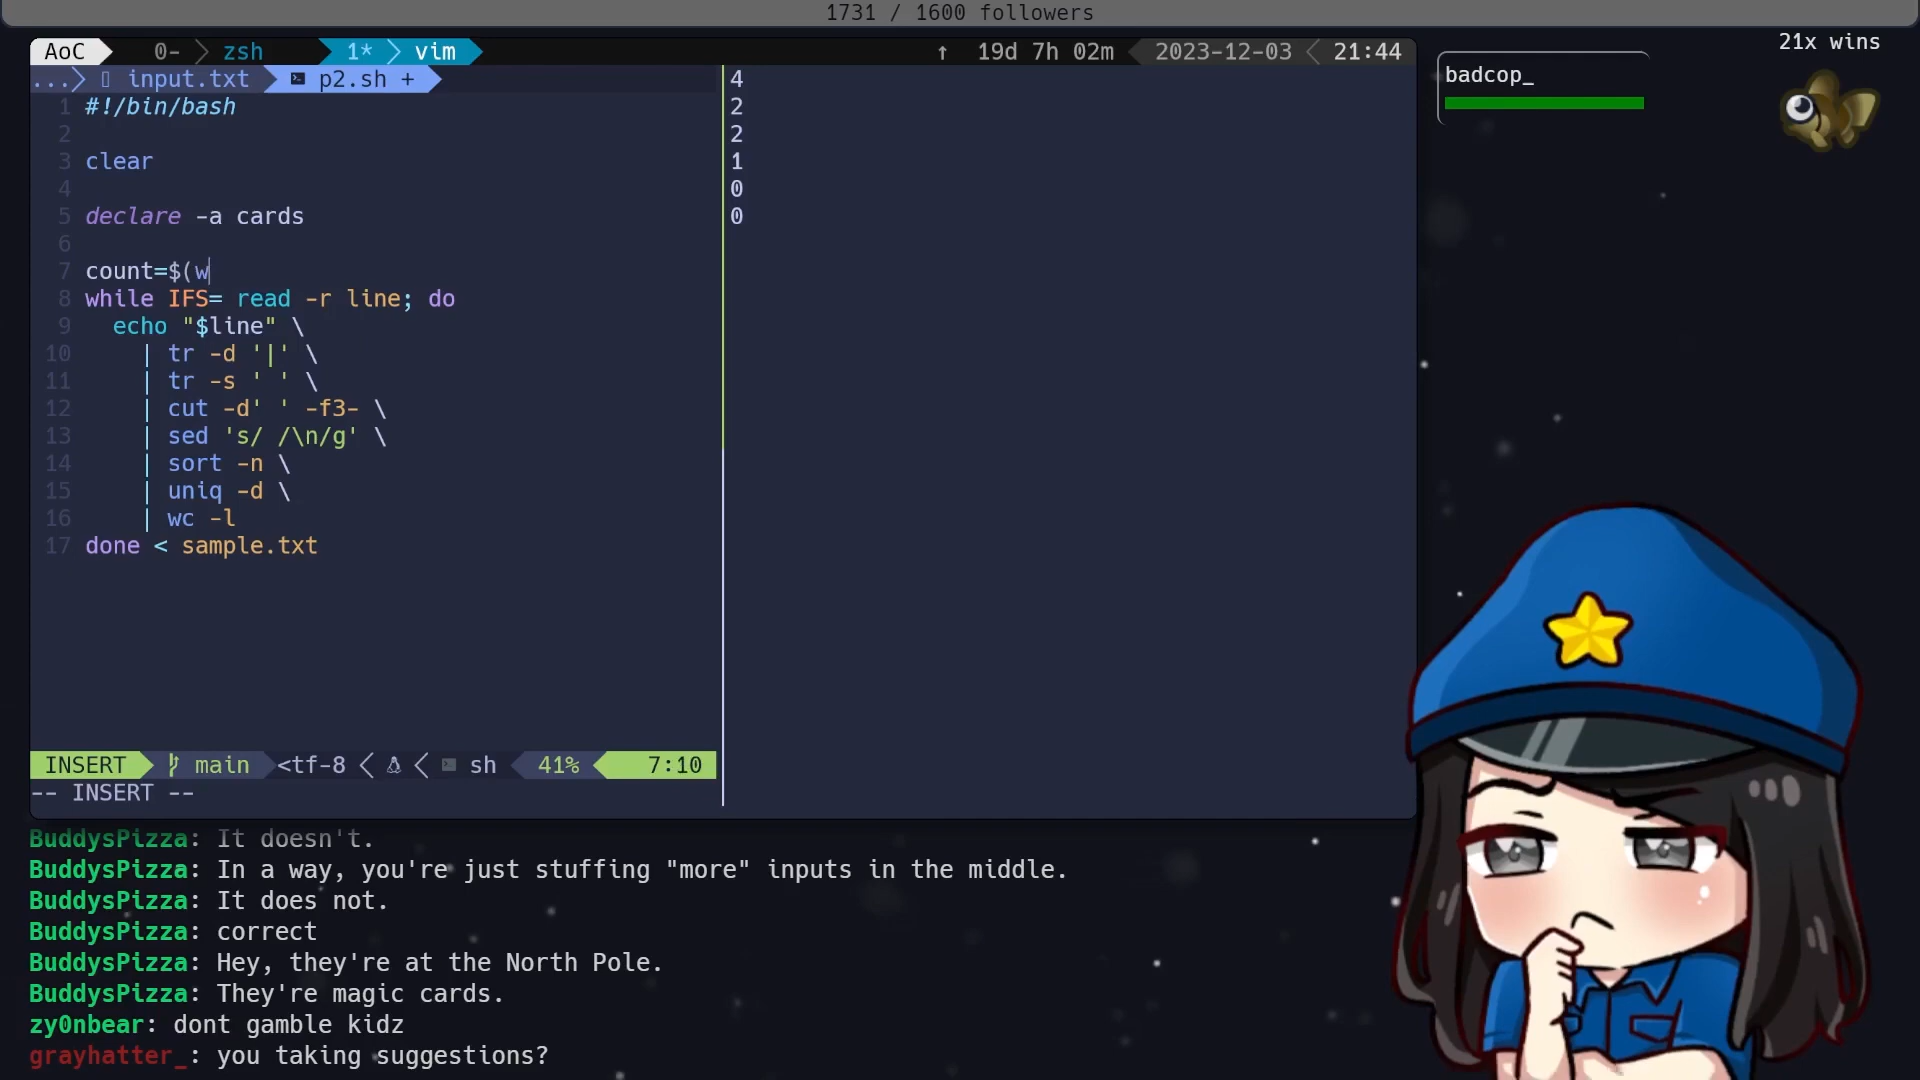 1731 / 1600 followers
AoC 0- zsh 1* vim ↑ 19d 7h 02m 2023-12-03 21:44
...> input.txt p2.sh +
1 #!/bin/bash
2
3 clear
4
5 declare -a cards
6
7 count=$(w
8 while IFS= read -r line; do
9   echo "$line" \
10     | tr -d '|' \
11     | tr -s ' ' \
12     | cut -d' ' -f3- \
13     | sed 's/ /\n/g' \
14     | sort -n \
15     | uniq -d \
16     | wc -l
17 done < sample.txt
INSERT main <tf-8 < < sh 41% 7:10
-- INSERT --
4
2
2
1
0
0
badcop_
21x wins
BuddysPizza: It doesn't.
BuddysPizza: In a way, you're just stuffing "more" inputs in the middle.
BuddysPizza: It does not.
BuddysPizza: correct
BuddysPizza: Hey, they're at the North Pole.
BuddysPizza: They're magic cards.
zy0nbear: dont gamble kidz
grayhatter_: you taking suggestions?